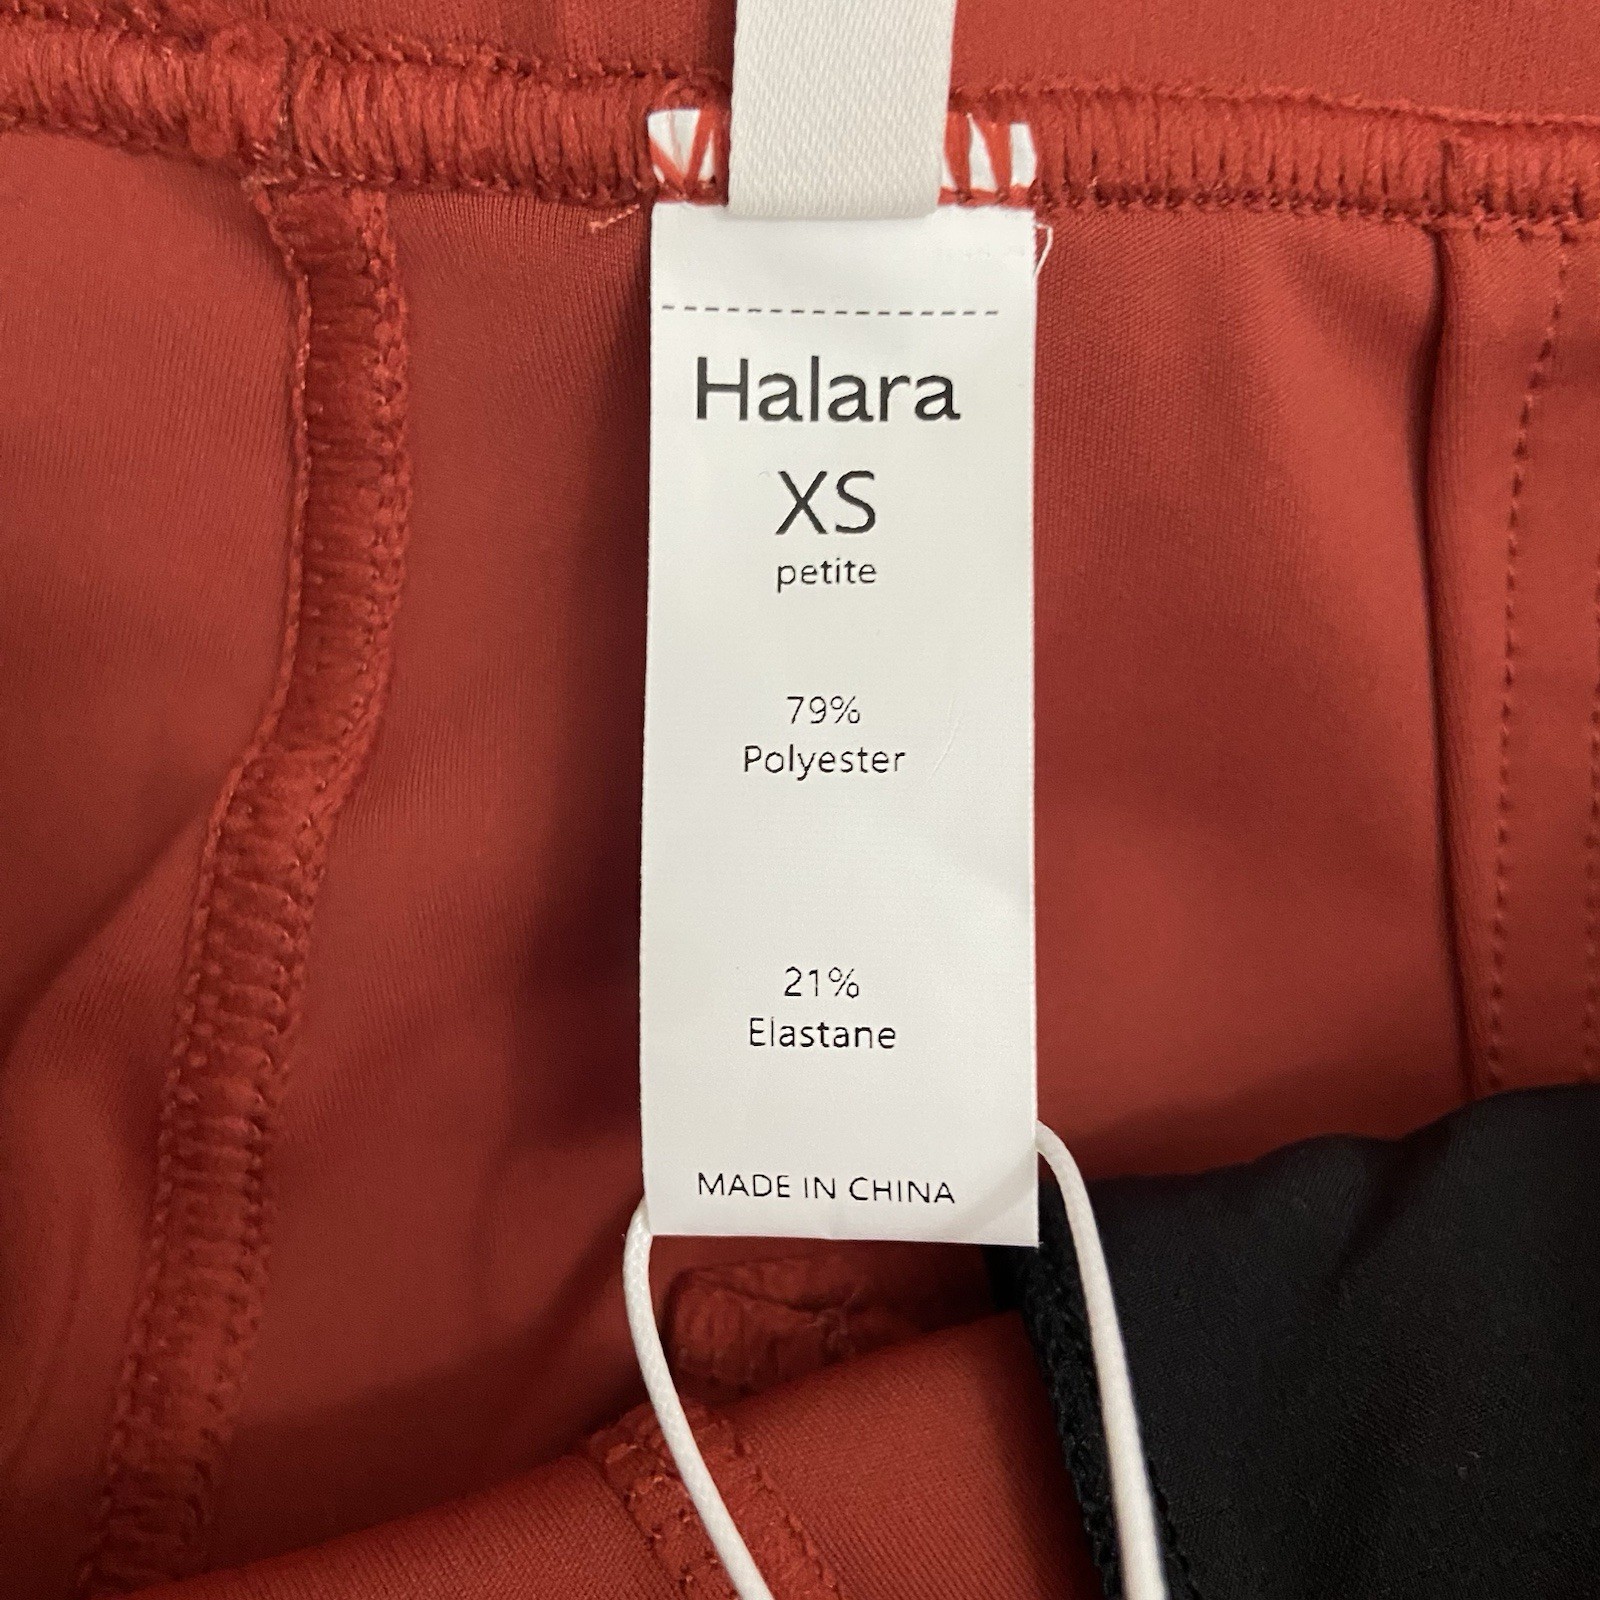 Halara
XS
petite
79%
Polyester
21%
Elastane
MADE IN CHINA